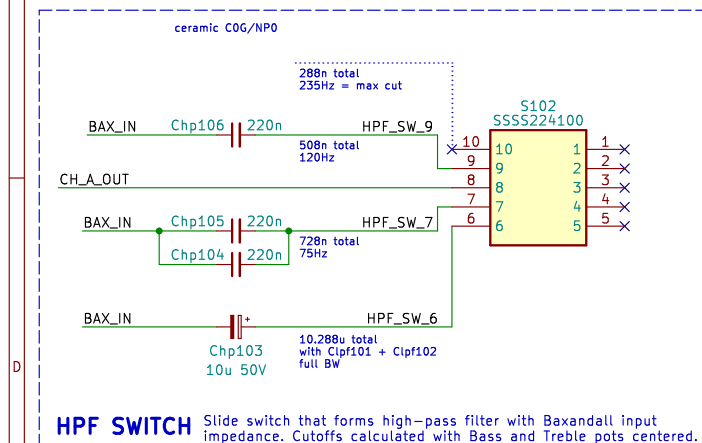 ceramic C0G/NP0
288n total
235Hz = max cut
S102
SSSS224100
BAX_IN
Chp106
220n
HPF_SW_9
10
10
1
1
508n total
120Hz
9
9
2
2
CH_A_OUT
8
8
3
3
7
7
4
4
BAX_IN
Chp105
220n
HPF_SW_7
6
6
5
5
728n total
75Hz
Chp104
220n
BAX_IN
+
HPF_SW_6
10.288u total
with Clpf101 + Clpf102
full BW
Chp103
10u 50V
D
HPF SWITCH
Slide switch that forms high-pass filter with Baxandall input
impedance. Cutoffs calculated with Bass and Treble pots centered.